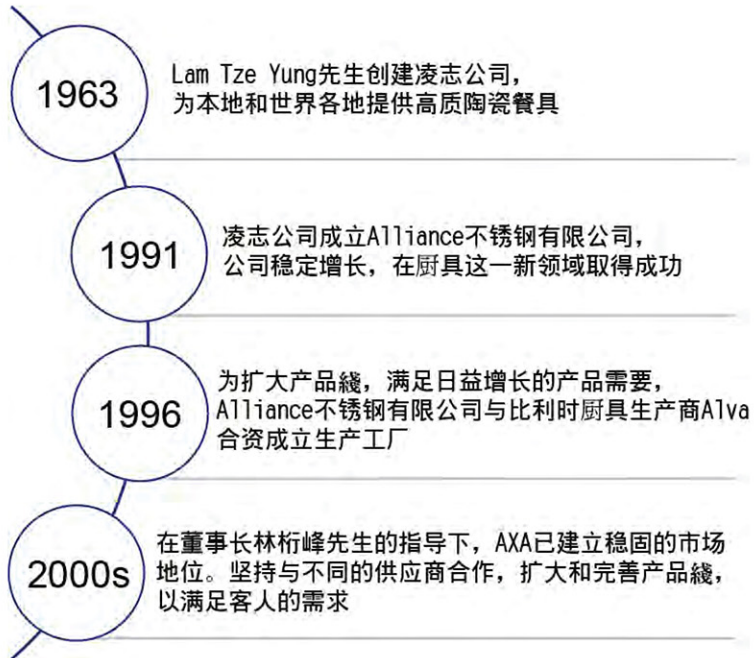 1963
Lam Tze Yung先生创建凌志公司，
为本地和世界各地提供高质陶瓷餐具
1991
凌志公司成立Alliance不锈钢有限公司，
公司稳定增长，在厨具这一新领域取得成功
1996
为扩大产品綫，满足日益增长的产品需要，
Alliance不锈钢有限公司与比利时厨具生产商Alva
合资成立生产工厂
2000s
在董事长林桁峰先生的指导下，AXA已建立稳固的市场
地位。坚持与不同的供应商合作，扩大和完善产品綫，
以满足客人的需求